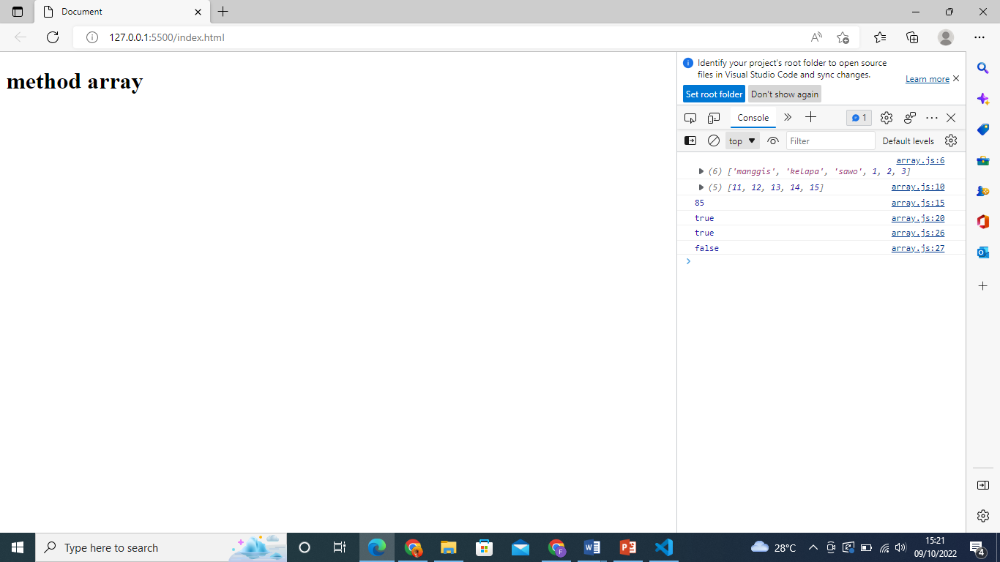 Document
127.0.0.1:5500/index.html
method array
Identify your project's root folder to open source
files in Visual Studio Code and sync changes.
Learn more
Set root folder
Don't show again
Console
1
top
Filter
Default levels
array.js:6
(6) ['manggis', 'kelapa', 'sawo', 1, 2, 3]
(5) [11, 12, 13, 14, 15] array.js:10
85 array.js:15
true array.js:20
true array.js:26
false array.js:27
Type here to search
F
28°C
15:21
09/10/2022
4